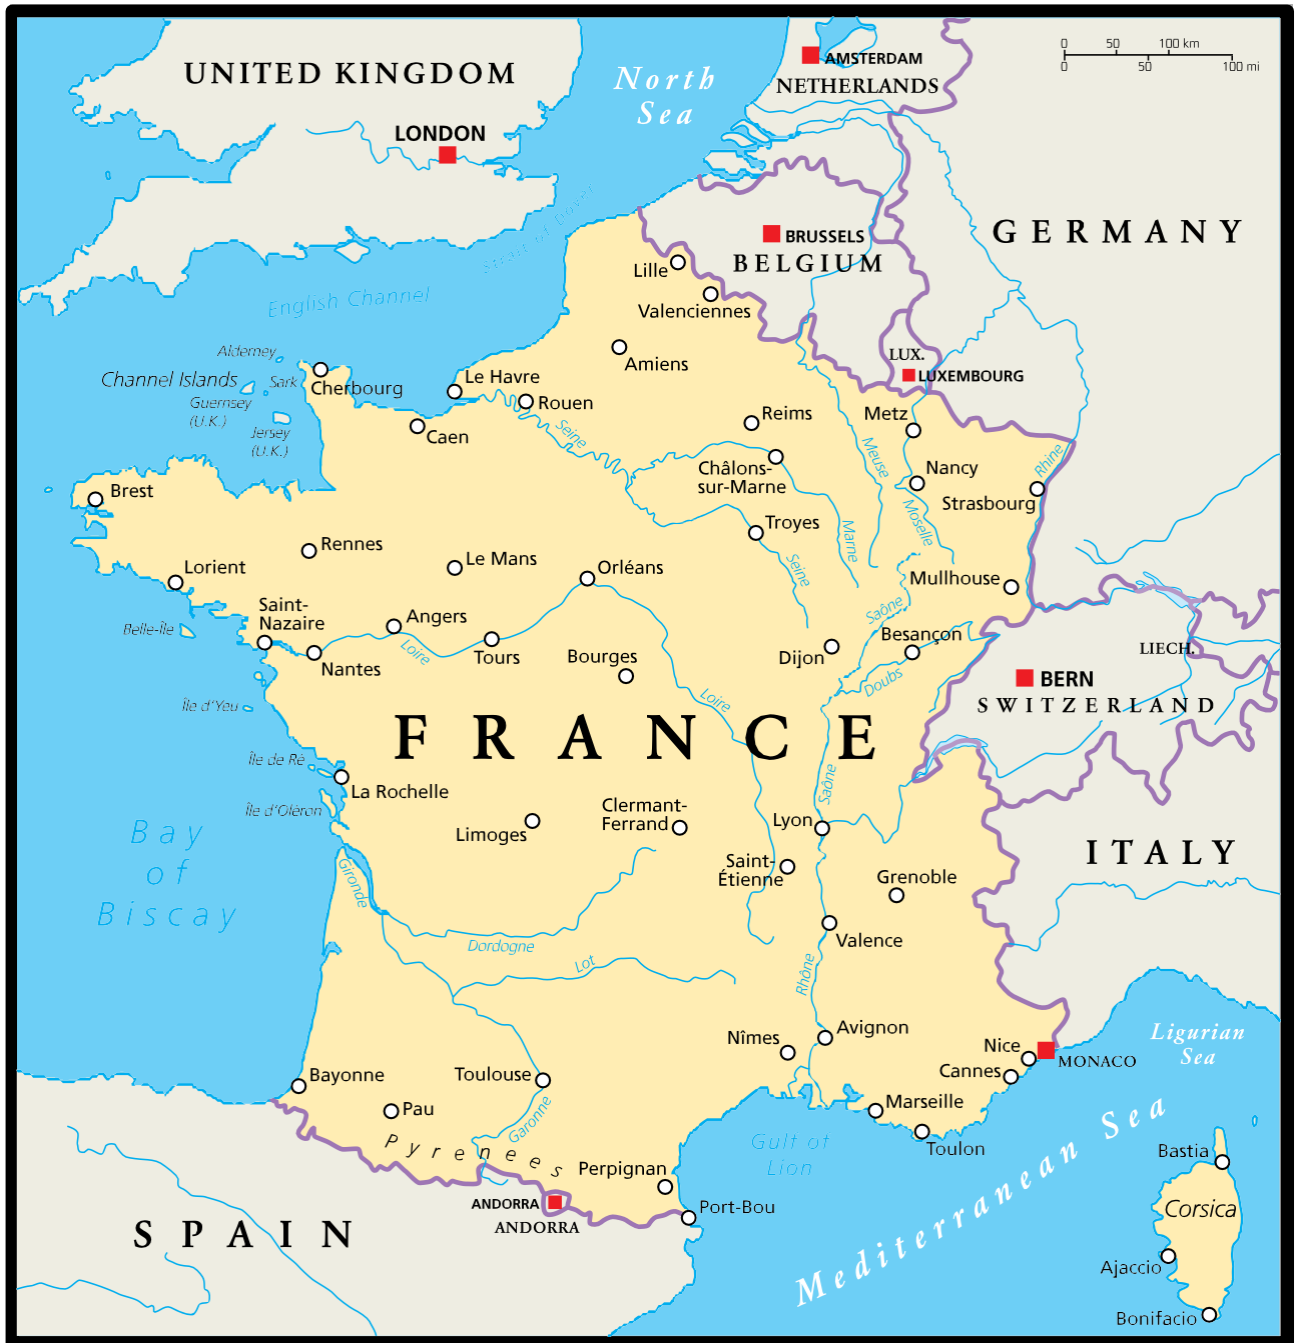 UNITED KINGDOM
LONDON
North
Sea
AMSTERDAM
NETHERLANDS
0 50 100 km
0 50 100 mi
GERMANY
BRUSSELS
BELGIUM
Strait of Dover
English Channel
Lille
Valenciennes
Amiens
LUX.
LUXEMBOURG
Alderney
Channel Islands
Sark
Guernsey
(U.K.)
Jersey
(U.K.)
Cherbourg
Le Havre
Rouen
Caen
Seine
Reims
Metz
Châlons-
sur-Marne
Meuse
Nancy
Rhine
Strasbourg
Moselle
Marne
Troyes
Seine
Brest
Rennes
Le Mans
Orléans
Lorient
Mullhouse
Saint-
Nazaire
Angers
Saône
Besançon
Belle-Île
Loire
Nantes
Tours
Bourges
Dijon
Doubs
LIECH.
BERN
SWITZERLAND
Île d'Yeu
Loire
FRANCE
Île de Ré
La Rochelle
Île d'Oléron
Saône
Clermant-
Ferrand
Limoges
Lyon
Bay
of
Biscay
ITALY
Saint-
Étienne
Grenoble
Gironde
Valence
Dordogne
Lot
Rhône
Nîmes
Avignon
Nice
MONACO
Ligurian
Sea
Cannes
Bayonne
Toulouse
Pau
Garonne
Marseille
Toulon
Pyrenees
Gulf of
Lion
Mediterranean Sea
Perpignan
Port-Bou
ANDORRA
ANDORRA
SPAIN
Bastia
Corsica
Ajaccio
Bonifacio